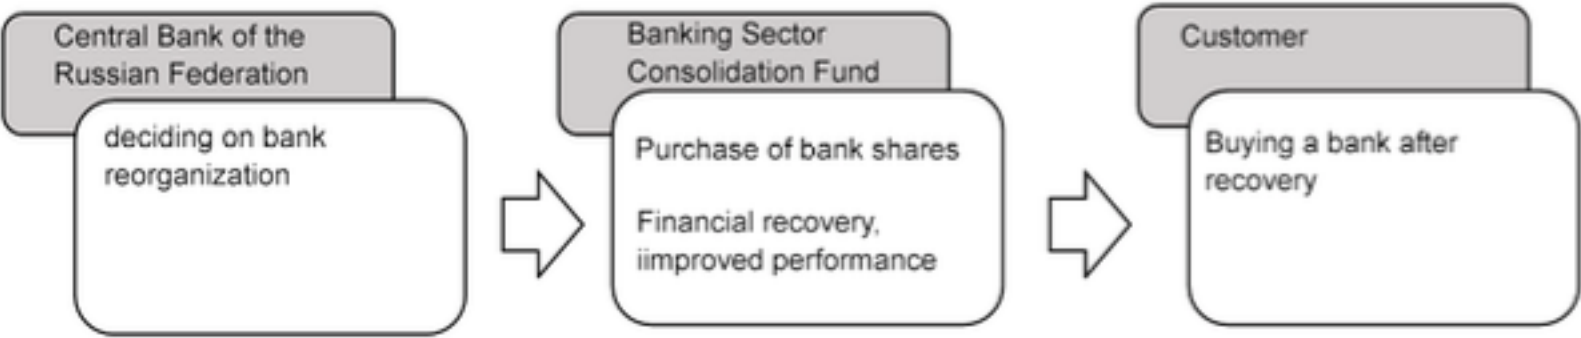 Central Bank of the
Russian Federation
deciding on bank
reorganization
Banking Sector
Consolidation Fund
Purchase of bank shares
Financial recovery,
iimproved performance
Customer
Buying a bank after
recovery